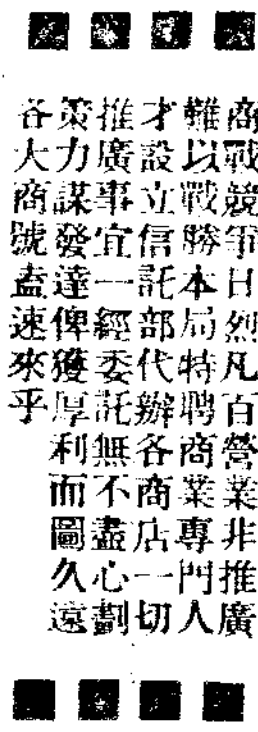 商戰競爭日烈凡百營業非推廣
難以戰勝本局特聘商業專門人
才設立信託部代辦各商店一切
推廣事宜一經委託無不盡心劃
策力謀發達俾獲厚利而圖久遠
各大商號盍速來乎